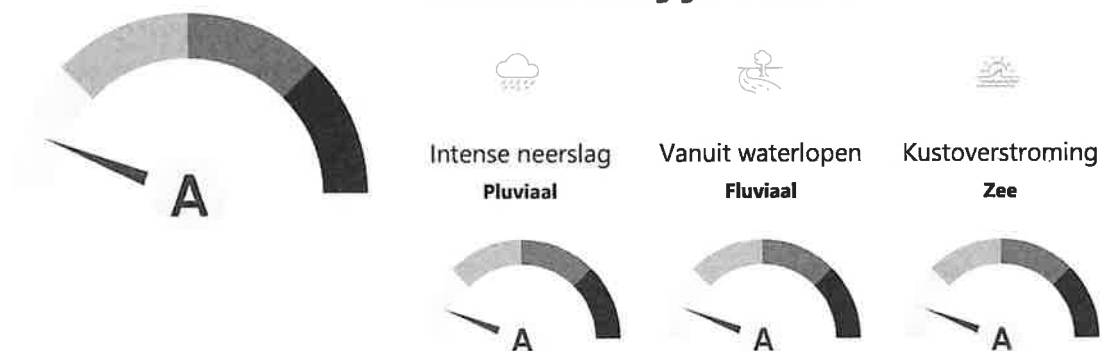 A
Intense neerslag
Pluviaal
A
Vanuit waterlopen
Fluviaal
A
Kustoverstroming
Zee
A